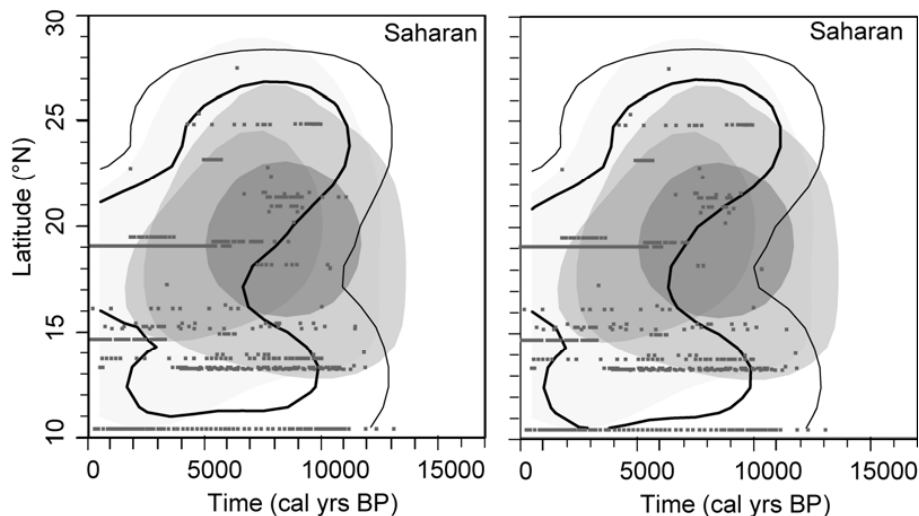 Saharan
Latitude (°N)
30
25
20
15
10
0 5000 10000 15000
Time (cal yrs BP)
Saharan
0 5000 10000 15000
Time (cal yrs BP)